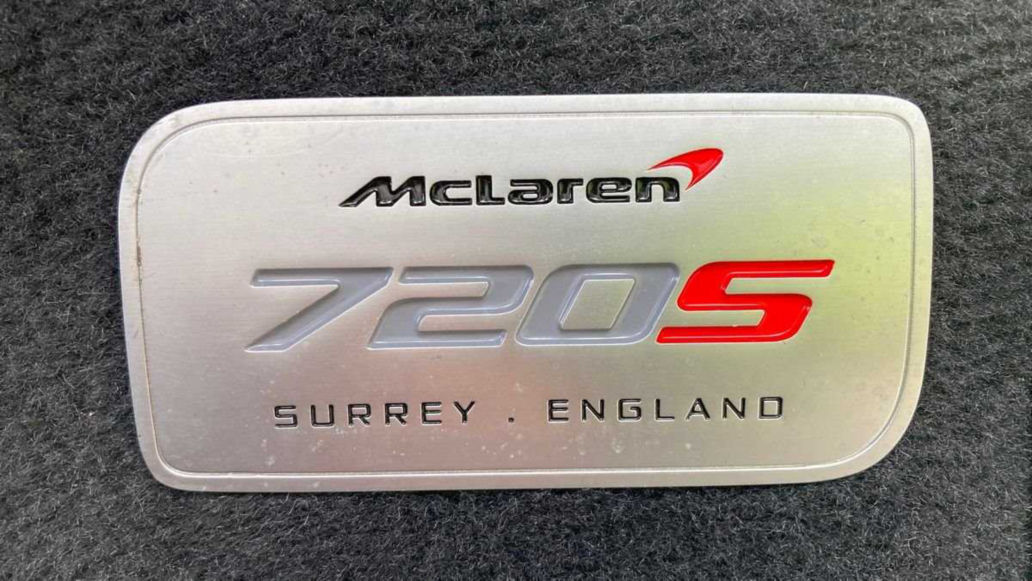 McLaren
720S
SURREY . ENGLAND